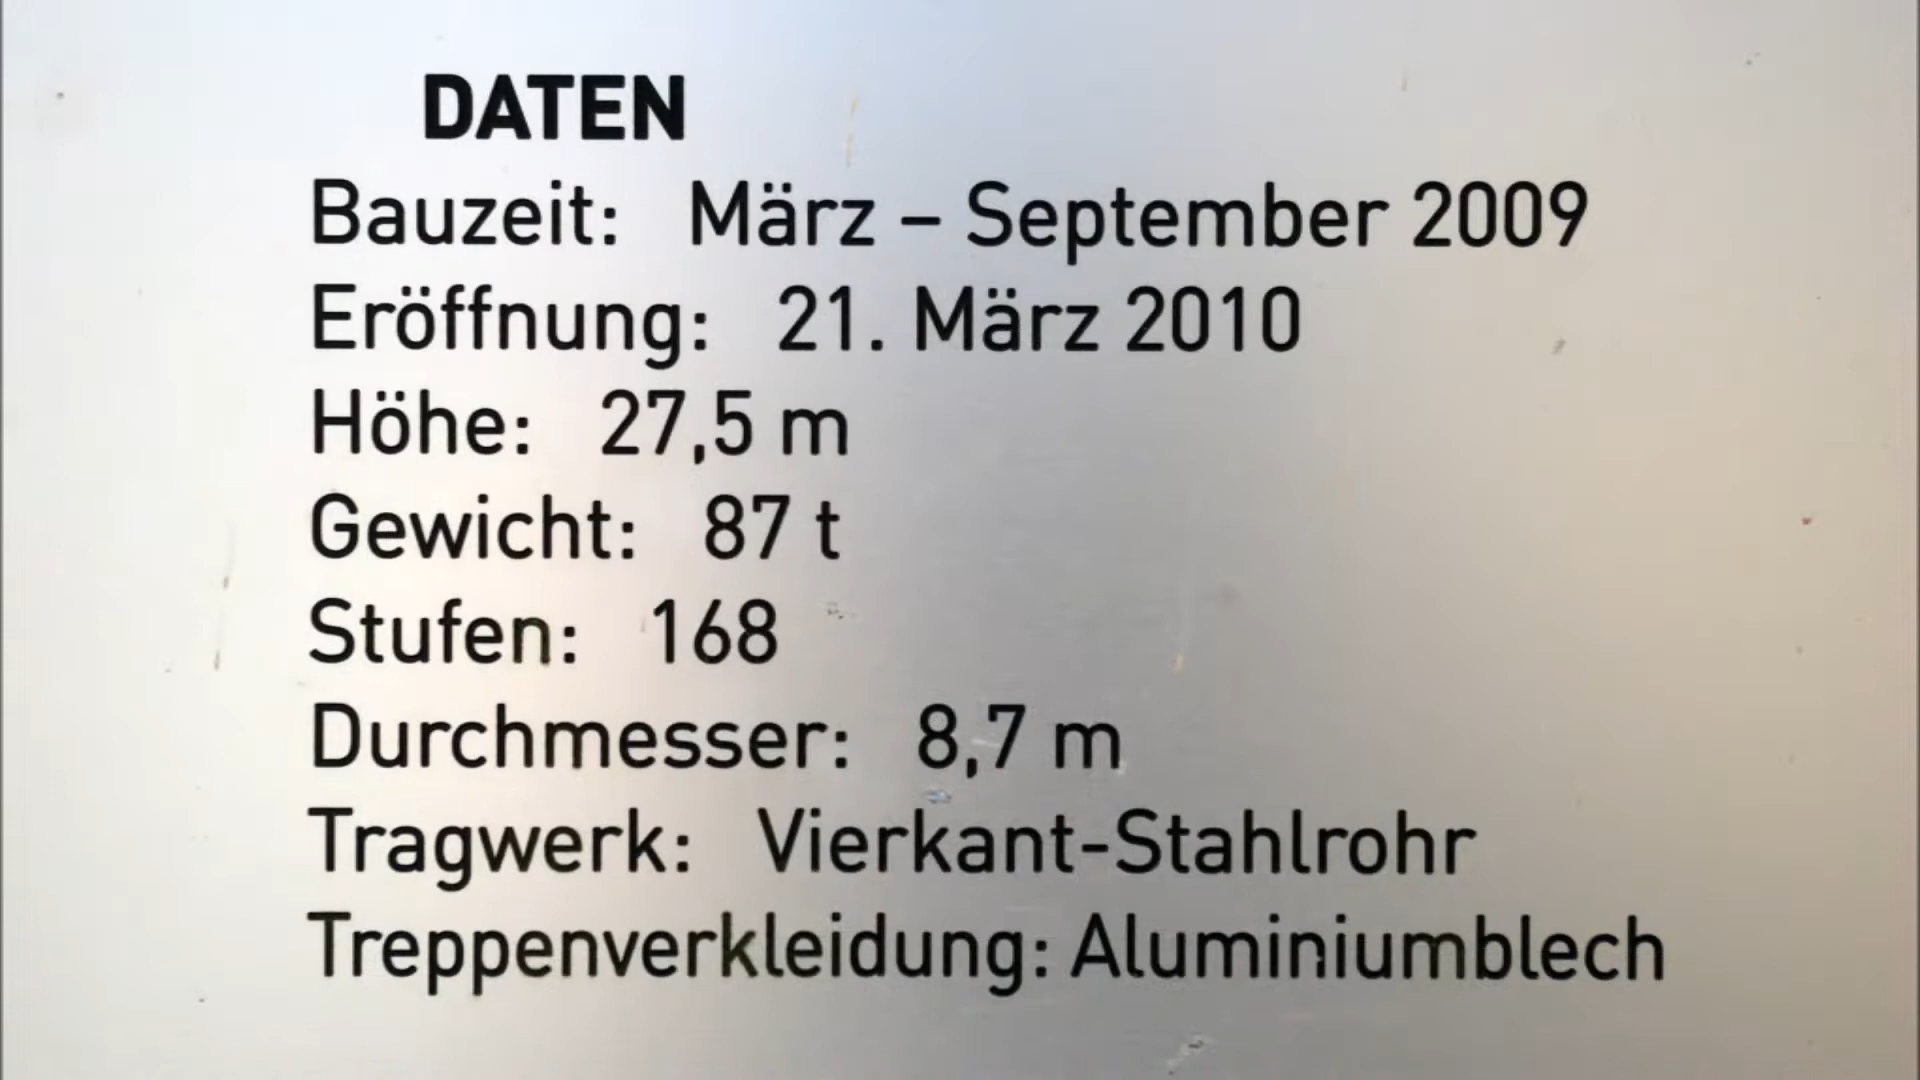 DATEN
Bauzeit: März – September 2009
Eröffnung: 21. März 2010
Höhe: 27,5 m
Gewicht: 87 t
Stufen: 168
Durchmesser: 8,7 m
Tragwerk: Vierkant-Stahlrohr
Treppenverkleidung: Aluminiumblech